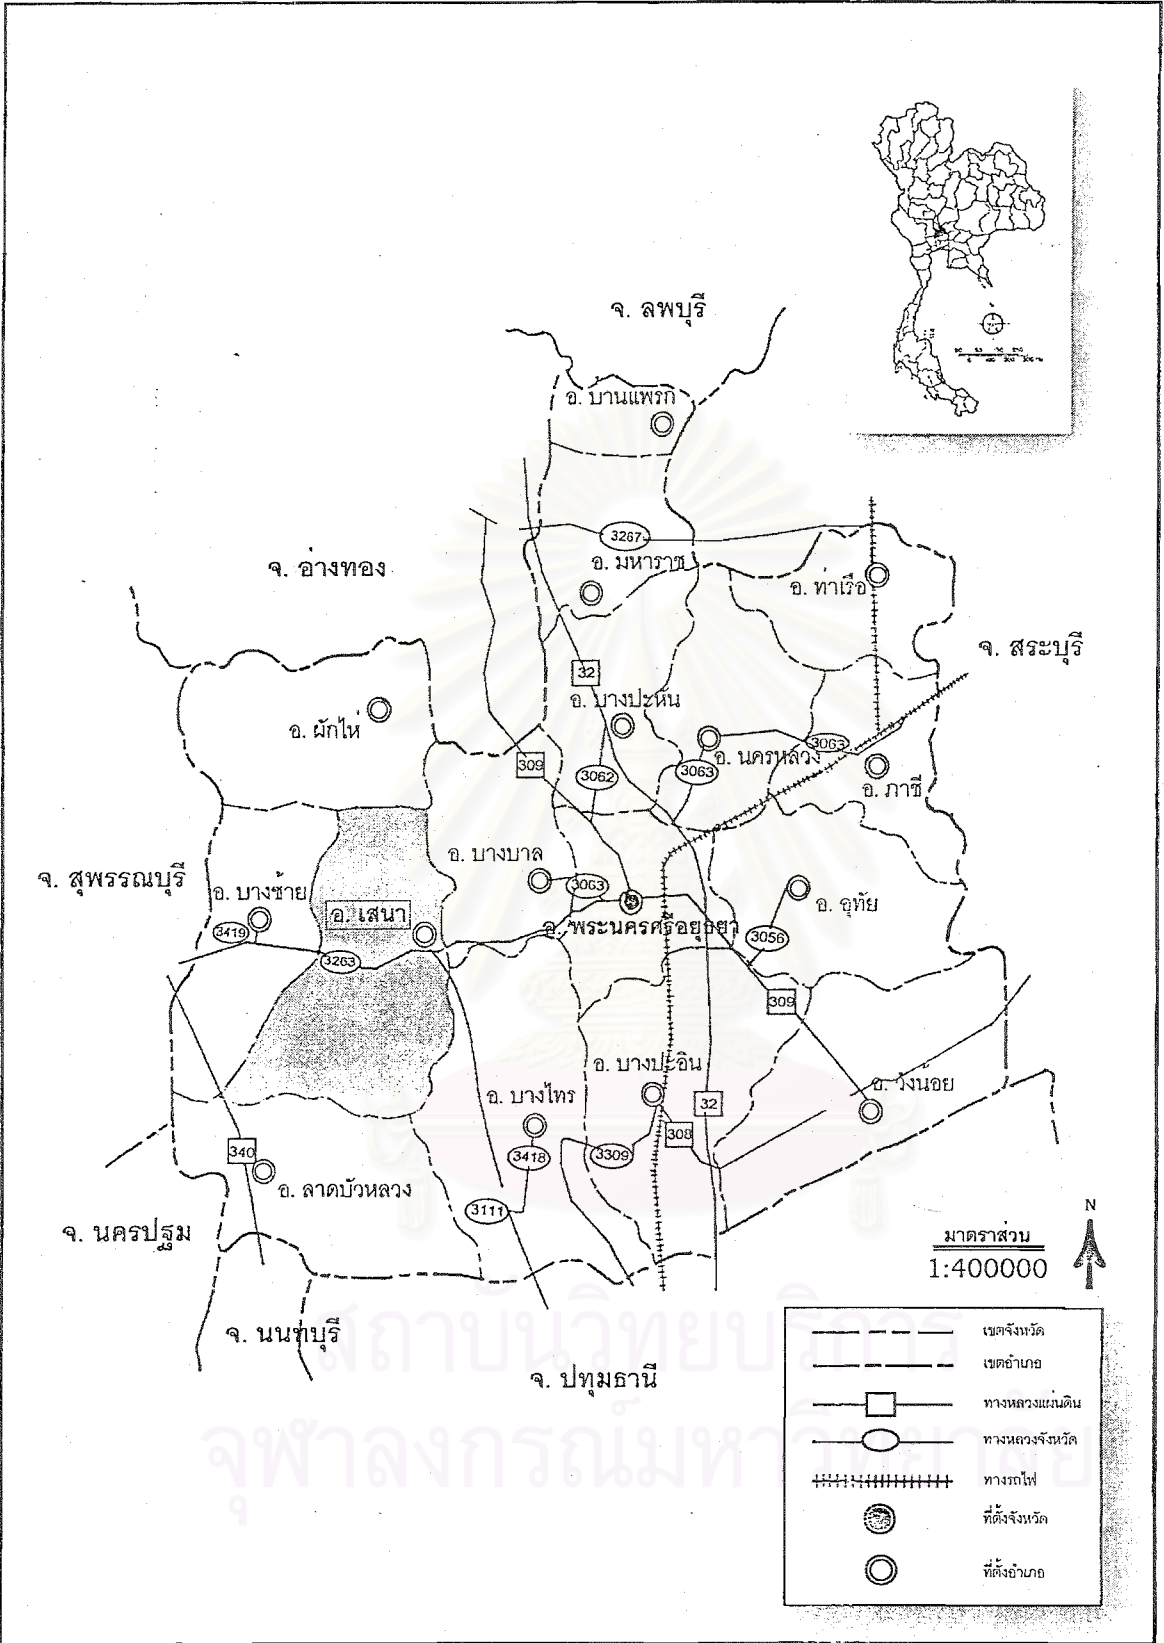 จ. ลพบุรี
อ. บ้านแพรก
3267
อ. มหาราช
จ. อ่างทอง
อ. ท่าเรือ
จ. สระบุรี
32
อ. บางปะหัน
อ. ผักไห่
309
3062
3063
อ. นครหลวง
3063
อ. ภาชี
อ. บางบาล
จ. สุพรรณบุรี
อ. บางซ้าย
3063
อ. อุทัย
อ. เสนา
3419
อ. พระนครศรีอยุธยา
3056
3263
309
อ. บางปะอิน
อ. วังน้อย
อ. บางไทร
32
308
340
3418
3309
อ. ลาดบัวหลวง
3111
จ. นครปฐม
N
มาตราส่วน
1:400000
จ. นนทบุรี
จ. ปทุมธานี
เขตจังหวัด
เขตอำเภอ
ทางหลวงแผ่นดิน
ทางหลวงจังหวัด
ทางรถไฟ
ที่ตั้งจังหวัด
ที่ตั้งอำเภอ
สถาบันวิทยบริการ
จุฬาลงกรณ์มหาวิทยาลัย